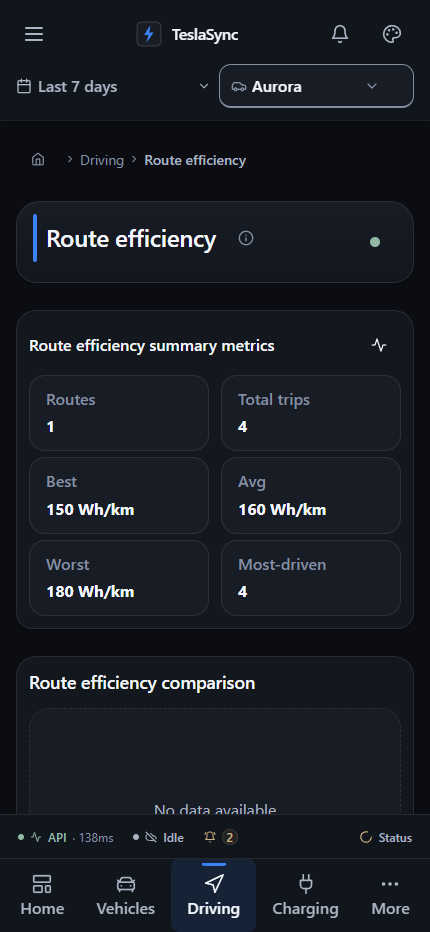 TeslaSync
Last 7 days
Aurora
Driving
Route efficiency
Route efficiency
Route efficiency summary metrics
Routes
1
Total trips
4
Best
150 Wh/km
Avg
160 Wh/km
Worst
180 Wh/km
Most-driven
4
Route efficiency comparison
No data available
API · 138ms
Idle
2
Status
Home
Vehicles
Driving
Charging
More